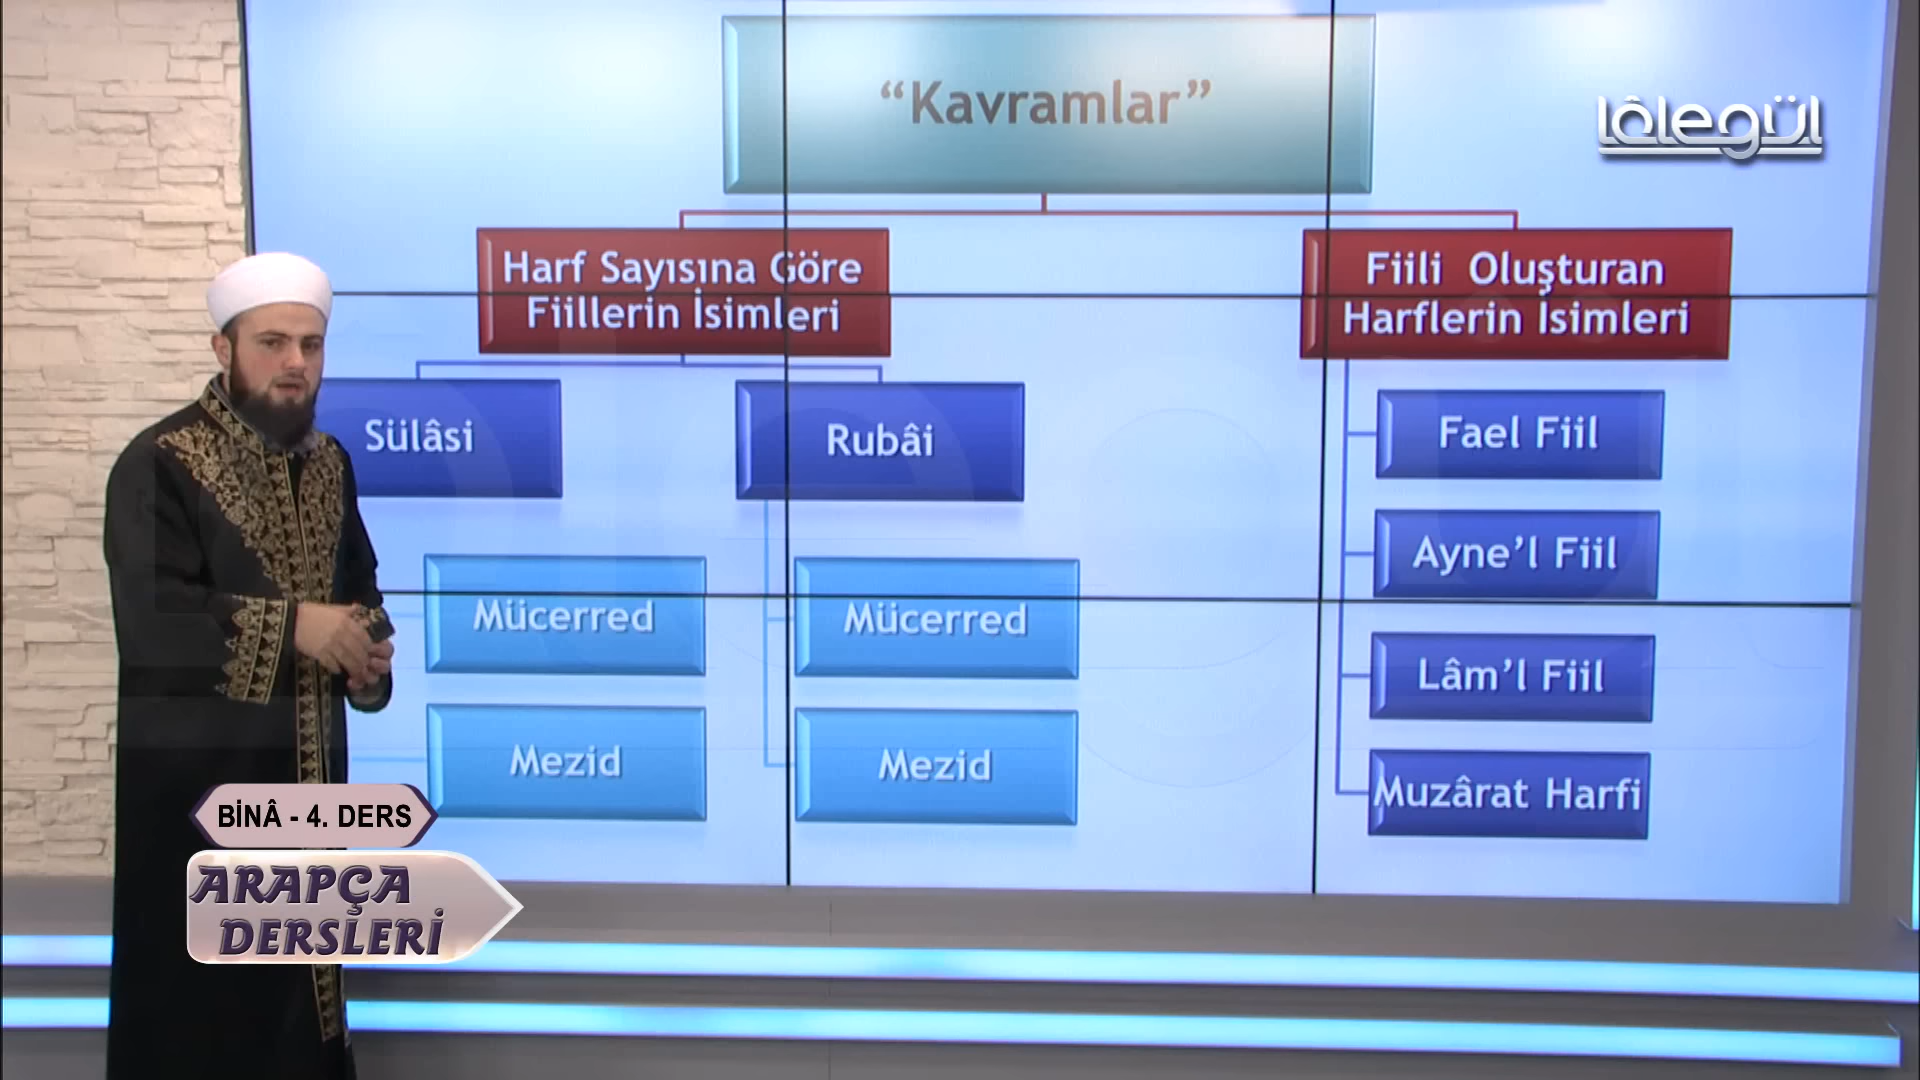 “Kavramlar”
lâlegül
Harf Sayısına Göre
Fiillerin İsimleri
Fiili Oluşturan
Harflerin İsimleri
Sülâsi
Rubâi
Fael Fiil
Ayne’l Fiil
Mücerred
Mücerred
Lâm’l Fiil
Mezid
Mezid
Muzârat Harfi
BİNÂ - 4. DERS
ARAPÇA
DERSLERİ